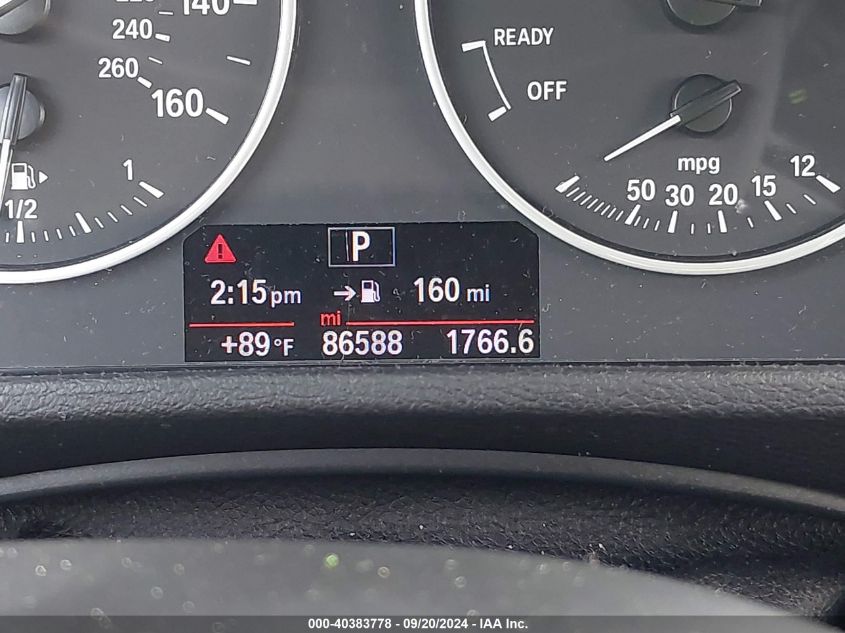 140
240
260
160
1
1/2
READY
OFF
mpg
50 30 20 15 12
P
2:15pm → 160 mi
mi
+89°F 86588 1766.6
000-40383778 - 09/20/2024 - IAA Inc.